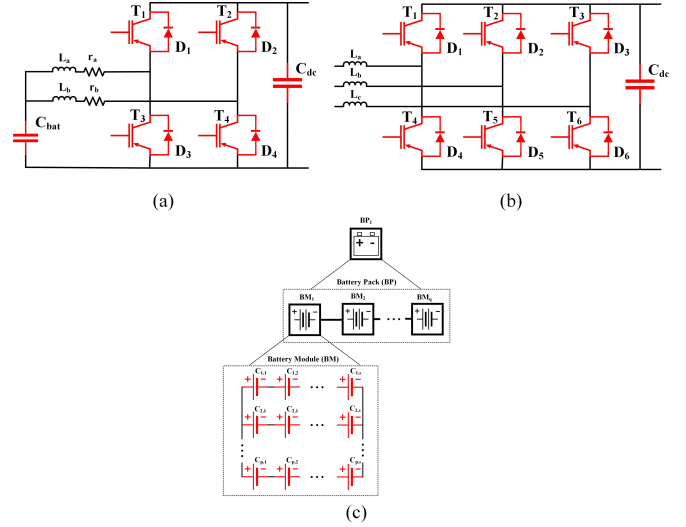 T1 T2
La ra
D1 D2
Cdc
Lb rb
T3 T4
Cbat
D3 D4
(a)
T1 T2 T3
D1 D2 D3
La
Lb
Cdc
Lc
T4 T5 T6
D4 D5 D6
(b)
BP1
+ -
Battery Pack (BP)
BM1 BM2 BMq
+ - + - ... + -
Battery Module (BM)
C1,1 C1,2 C1,s
+ - + - ... + -
C2,1 C2,1 C2,s
+ - + - ... + -
Cp,1 Cp,2 Cp,s
+ - + - ... + -
(c)